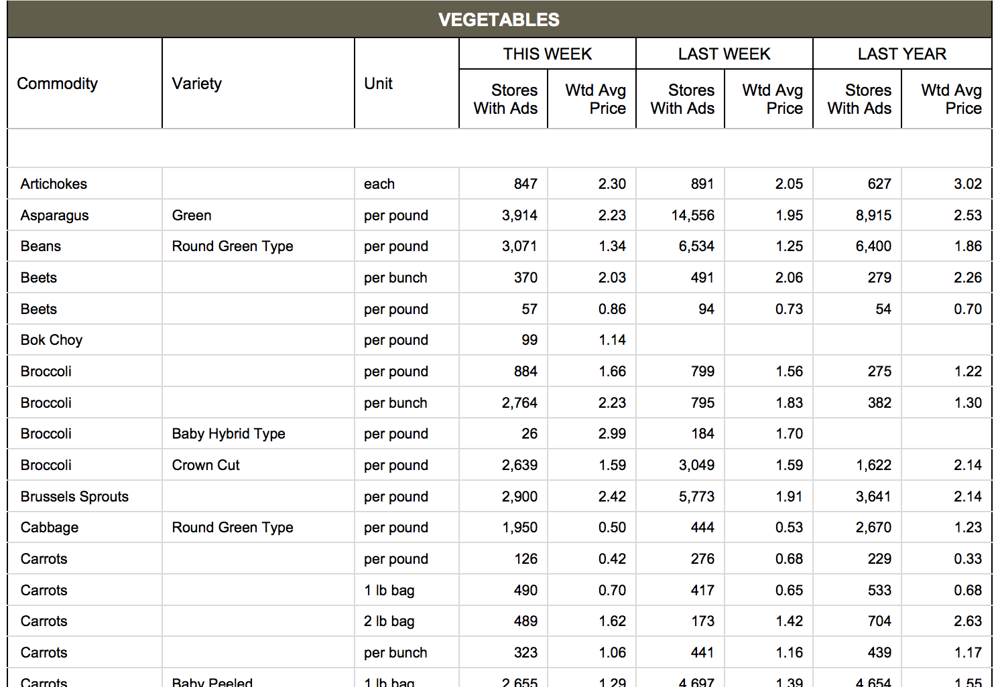 VEGETABLES
THIS WEEK LAST WEEK LAST YEAR
Commodity Variety Unit Stores With Ads Wtd Avg Price Stores With Ads Wtd Avg Price Stores With Ads Wtd Avg Price
Artichokes each 847 2.30 891 2.05 627 3.02
Asparagus Green per pound 3,914 2.23 14,556 1.95 8,915 2.53
Beans Round Green Type per pound 3,071 1.34 6,534 1.25 6,400 1.86
Beets per bunch 370 2.03 491 2.06 279 2.26
Beets per pound 57 0.86 94 0.73 54 0.70
Bok Choy per pound 99 1.14
Broccoli per pound 884 1.66 799 1.56 275 1.22
Broccoli per bunch 2,764 2.23 795 1.83 382 1.30
Broccoli Baby Hybrid Type per pound 26 2.99 184 1.70
Broccoli Crown Cut per pound 2,639 1.59 3,049 1.59 1,622 2.14
Brussels Sprouts per pound 2,900 2.42 5,773 1.91 3,641 2.14
Cabbage Round Green Type per pound 1,950 0.50 444 0.53 2,670 1.23
Carrots per pound 126 0.42 276 0.68 229 0.33
Carrots 1 lb bag 490 0.70 417 0.65 533 0.68
Carrots 2 lb bag 489 1.62 173 1.42 704 2.63
Carrots per bunch 323 1.06 441 1.16 439 1.17
Carrots Baby Peeled 1 lb bag 2,655 1.29 4,697 1.39 4,654 1.55